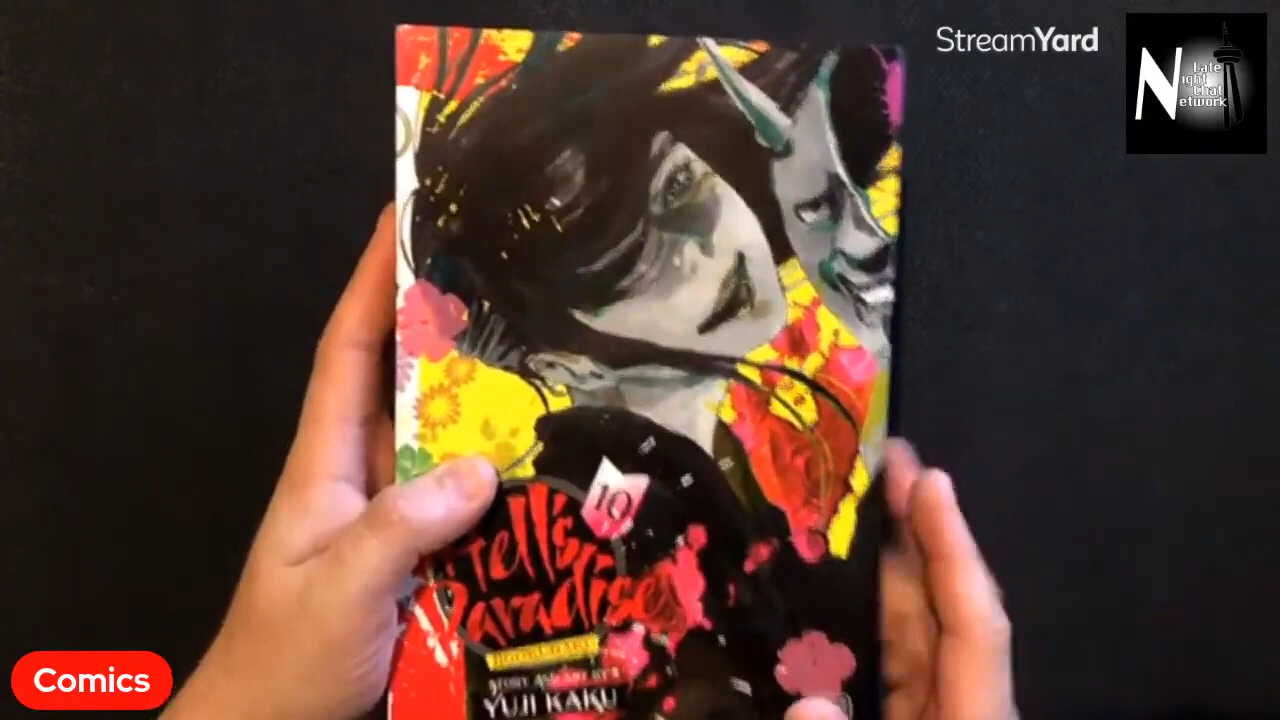 StreamYard
Late
Night
Chat
Network
10
Hell's
Paradise
STORY AND ART BY
YUJI KAKU
Comics